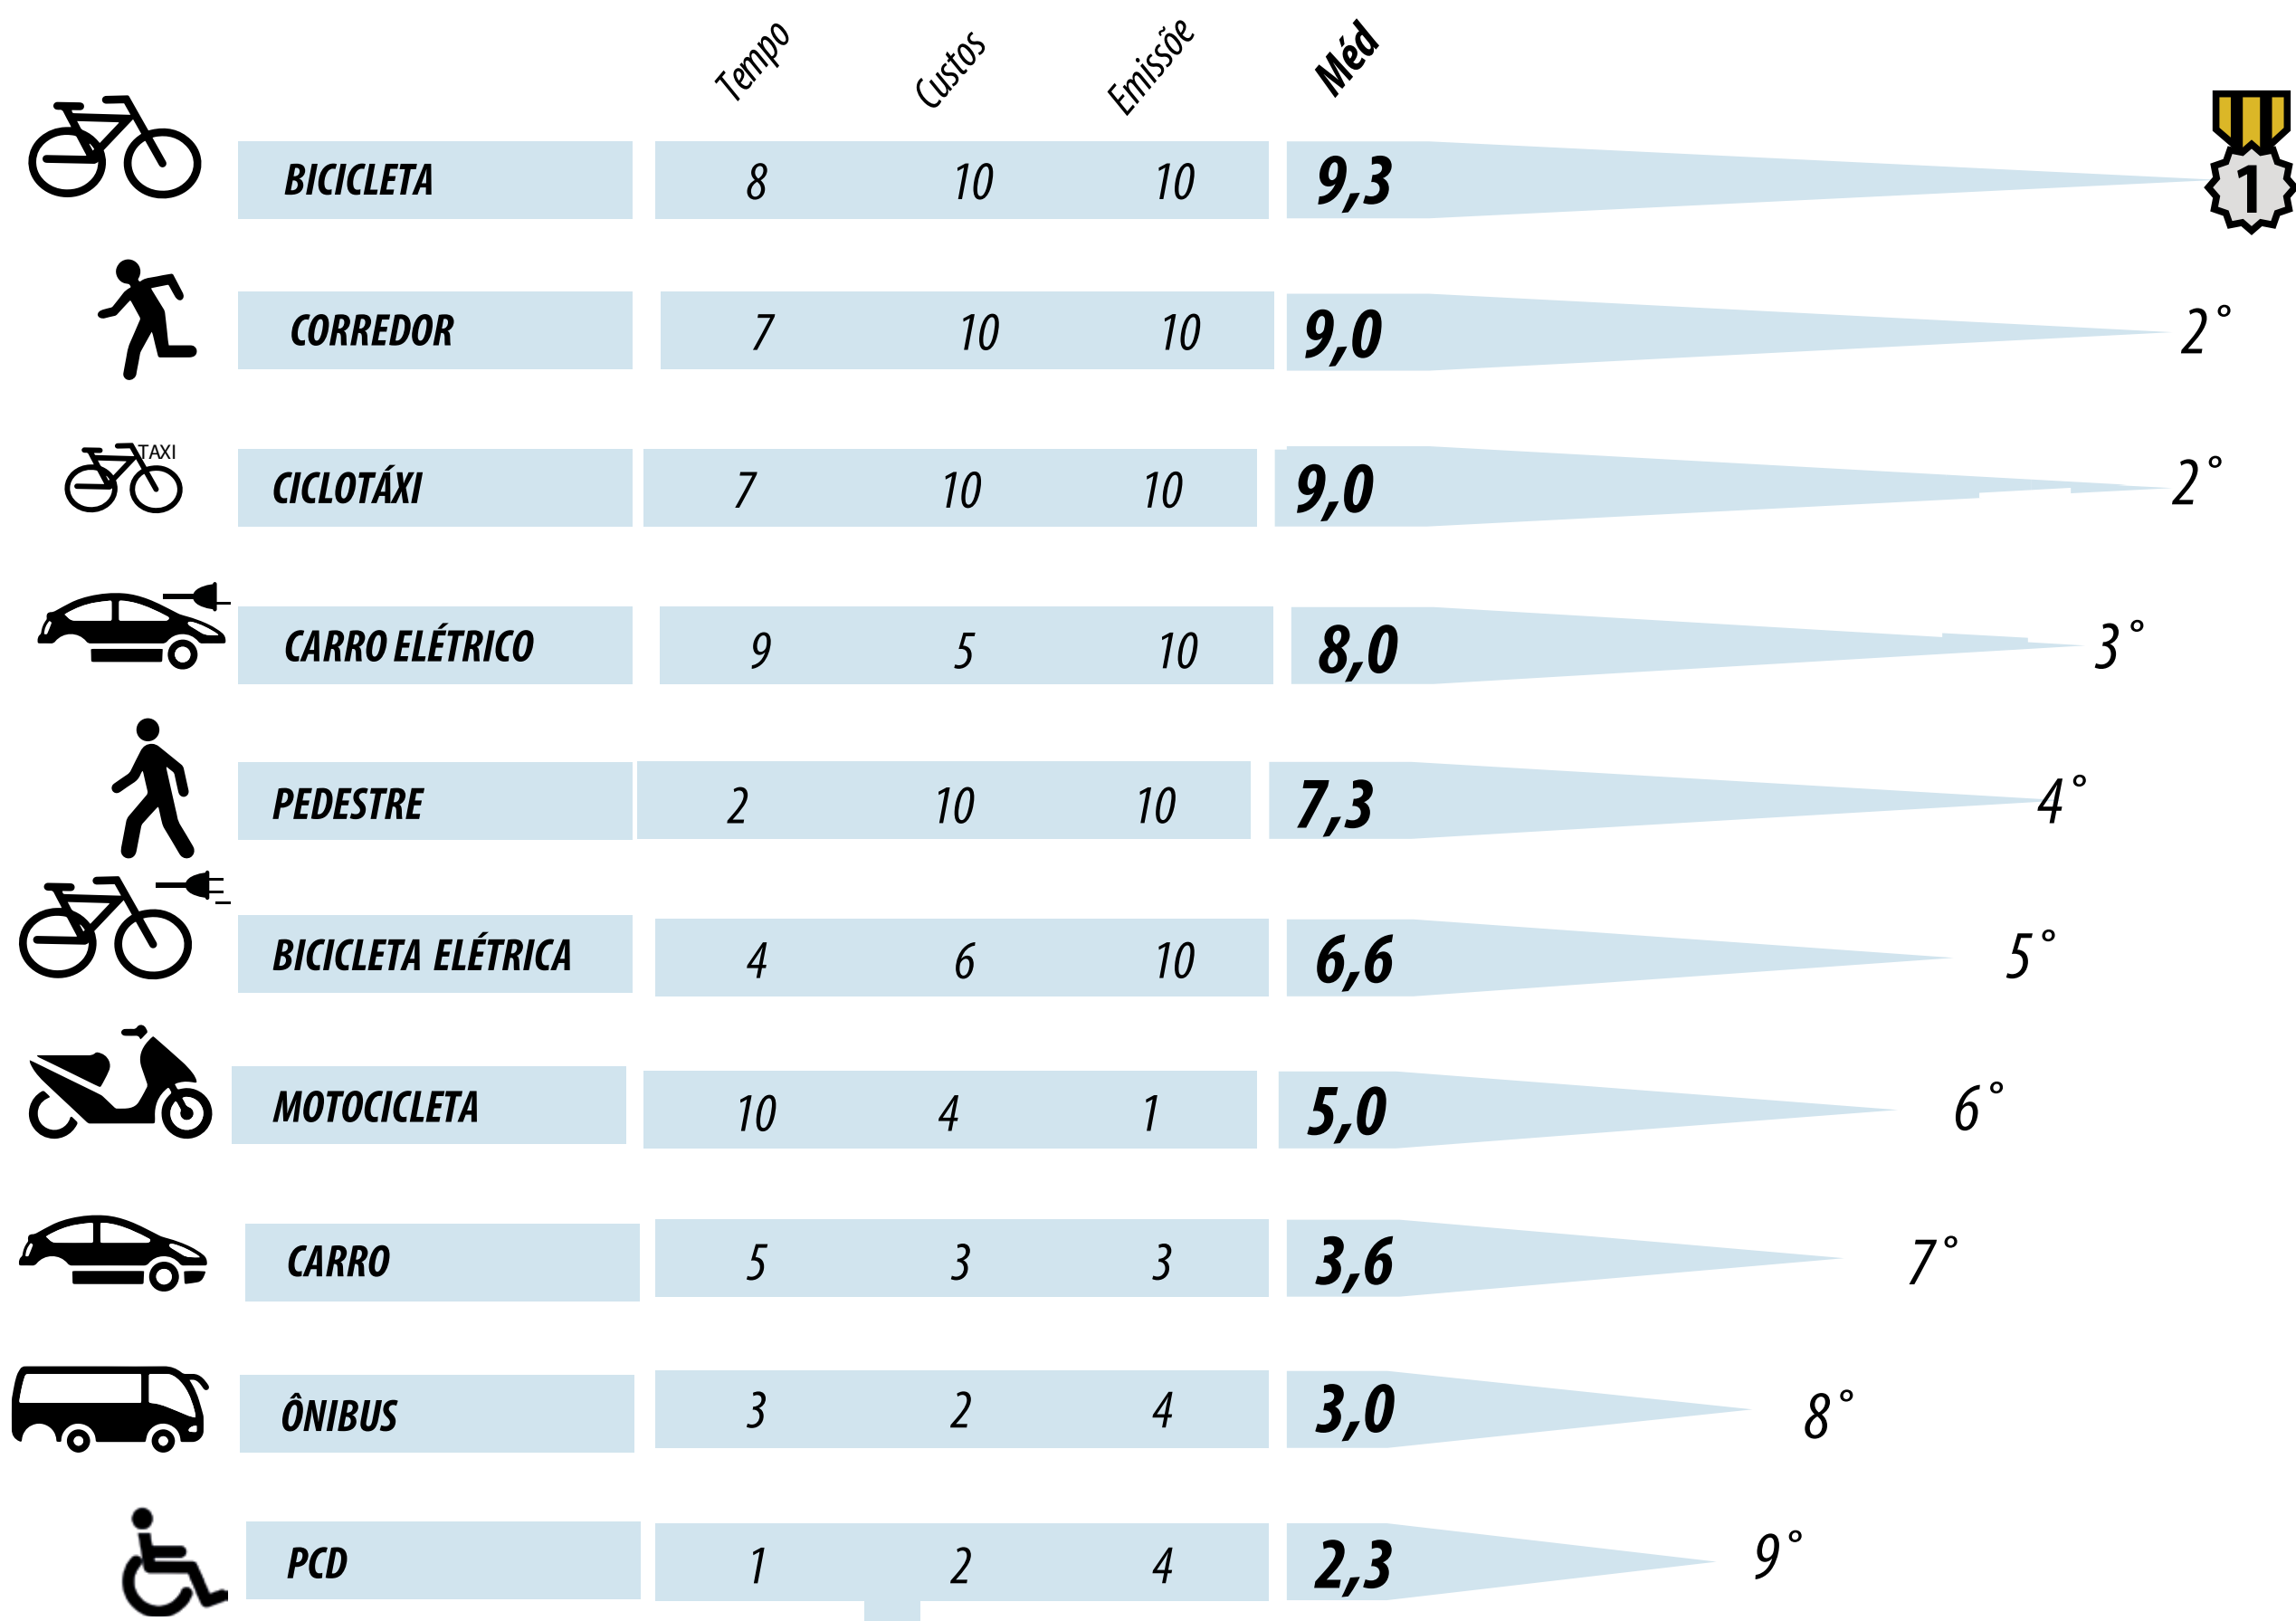 Tempo Custos Emissõe Méd
BICICLETA 8 10 10 9,3 1
CORREDOR 7 10 10 9,0 2°
TAXI
CICLOTÁXI 7 10 10 9,0 2°
CARRO ELÉTRICO 9 5 10 8,0 3°
PEDESTRE 2 10 10 7,3 4°
BICICLETA ELÉTRICA 4 6 10 6,6 5°
MOTOCICLETA 10 4 1 5,0 6°
CARRO 5 3 3 3,6 7°
ÔNIBUS 3 2 4 3,0 8°
PCD 1 2 4 2,3 9°